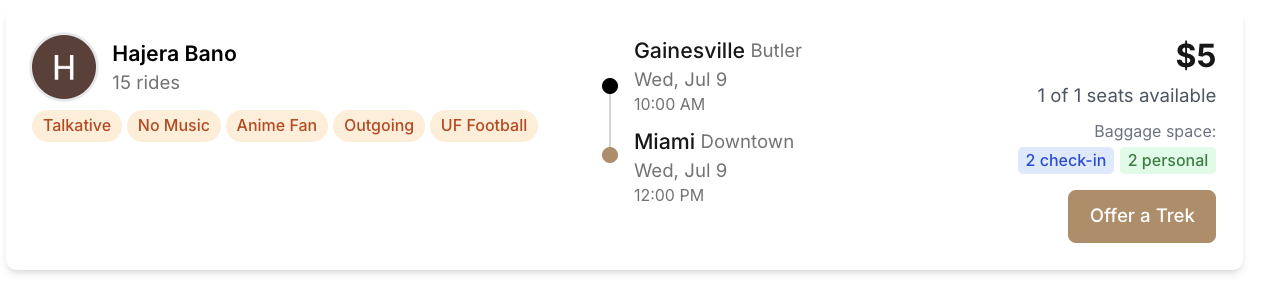 H
Hajera Bano
15 rides
Talkative No Music Anime Fan Outgoing UF Football
Gainesville Butler
Wed, Jul 9
10:00 AM
Miami Downtown
Wed, Jul 9
12:00 PM
$5
1 of 1 seats available
Baggage space:
2 check-in 2 personal
Offer a Trek